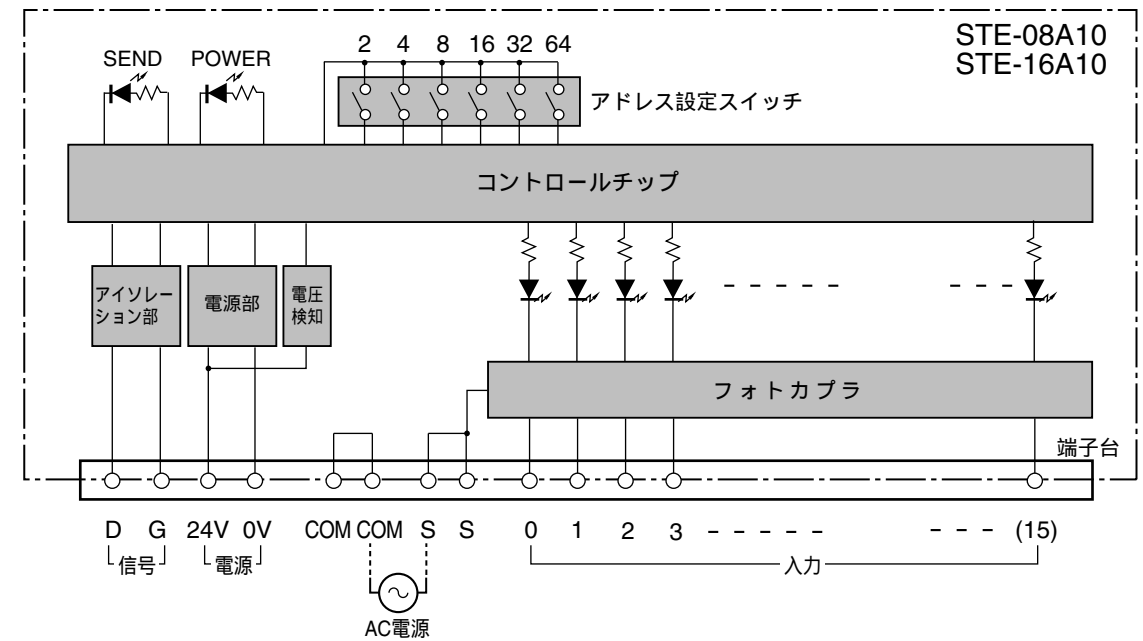 STE-08A10
STE-16A10
SEND POWER
2 4 8 16 32 64
アドレス設定スイッチ
コントロールチップ
アイソレー
ション部
電源部
電圧
検知
フォトカプラ
端子台
D G 24V 0V COM COM S S 0 1 2 3 (15)
信号 電源 入力
AC電源